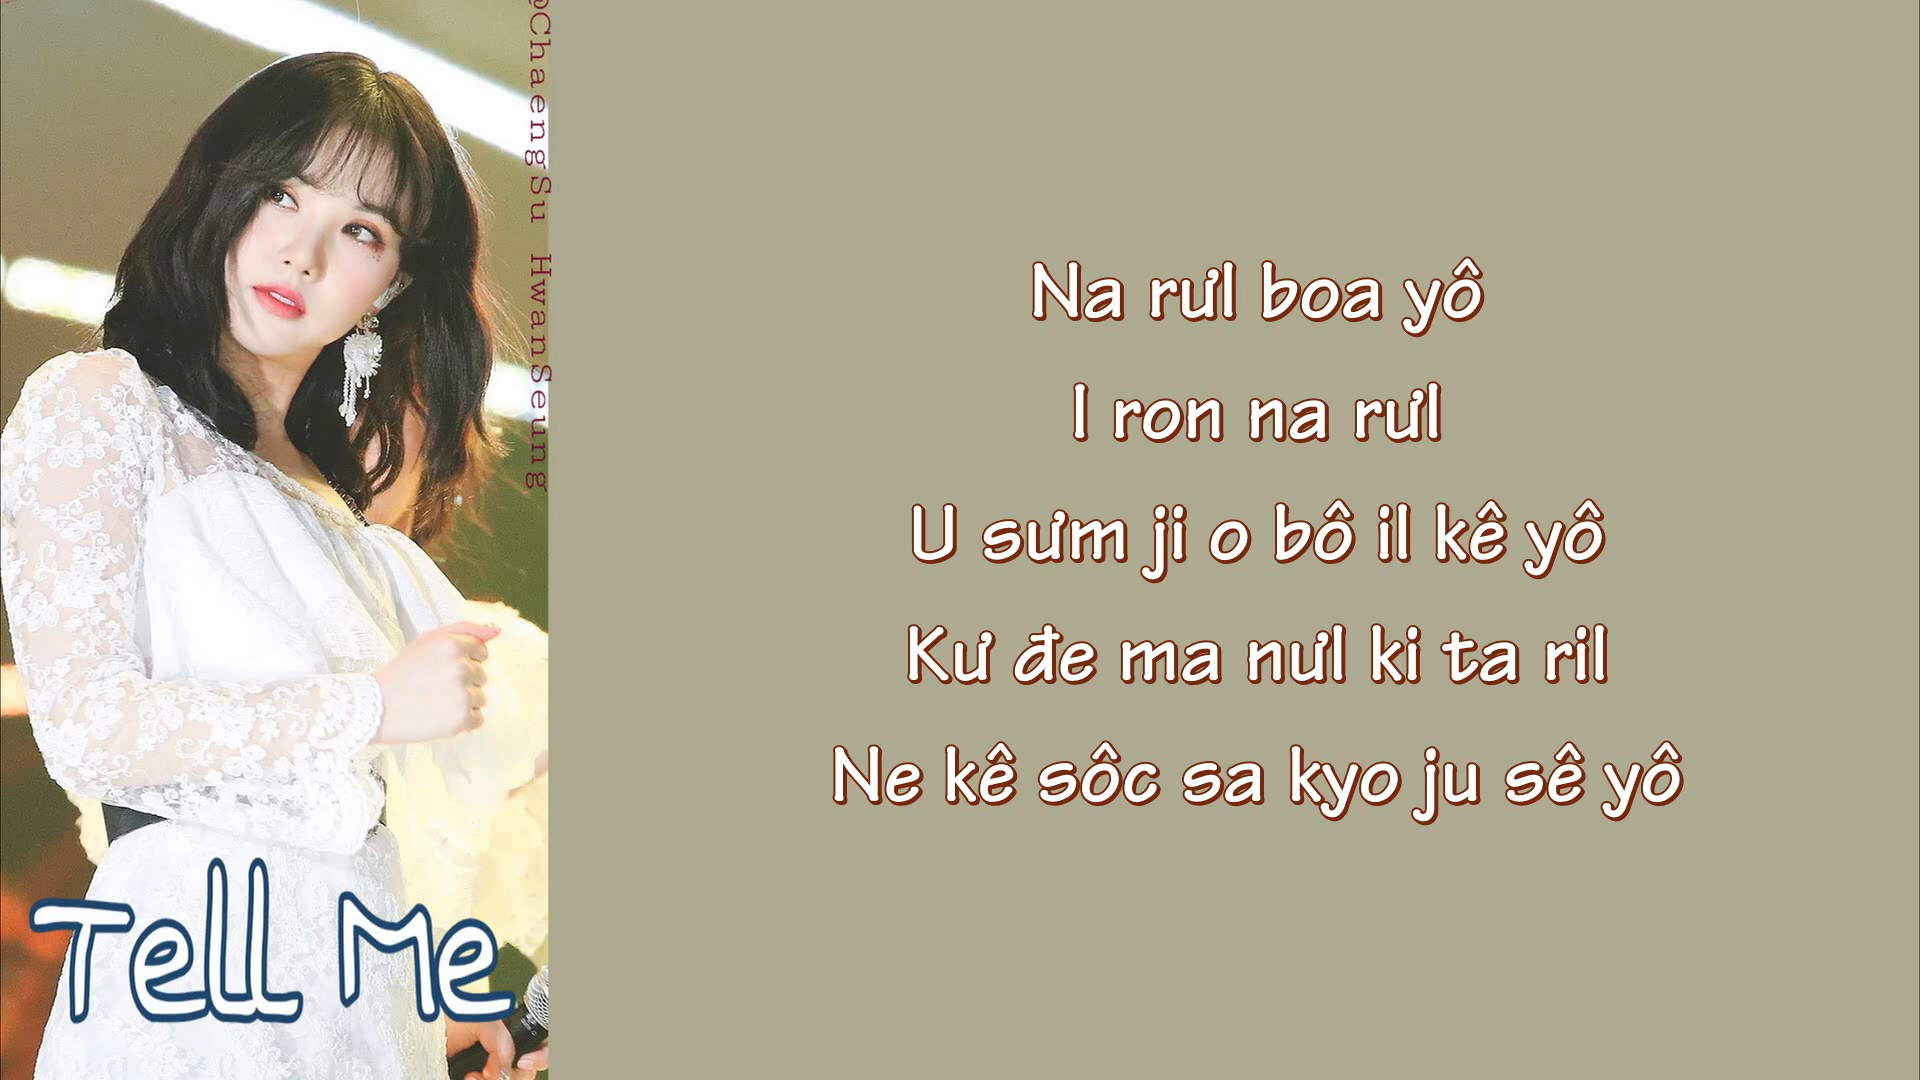 @ChaengSu HwanSeung
Na rưl boa yô
I ron na rưl
U sưm ji o bô il kê yô
Kư đe ma nưl ki ta ril
Ne kê sôc sa kyo ju sê yô
Tell Me